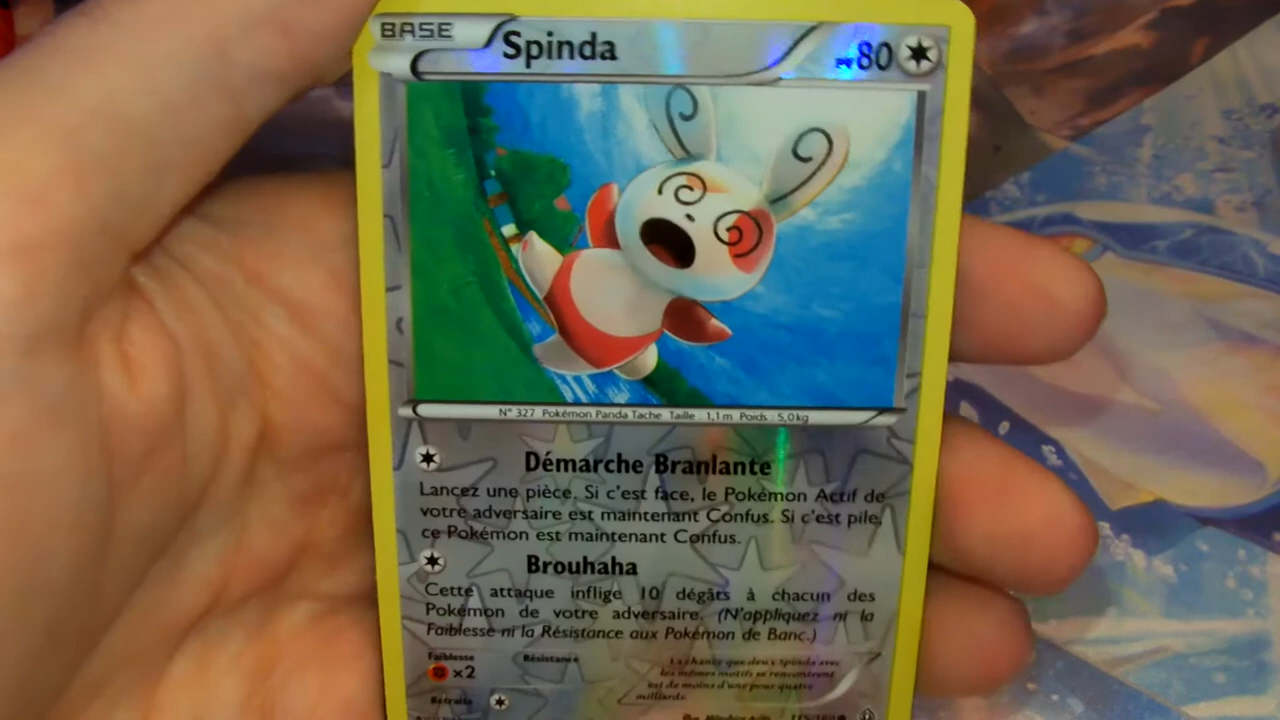 BASE
Spinda
PV 80
N° 327 Pokémon Panda Tache Taille : 1,1m Poids : 5,0kg
Démarche Branlante
Lancez une pièce. Si c'est face, le Pokémon Actif de
votre adversaire est maintenant Confus. Si c'est pile,
ce Pokémon est maintenant Confus.
Brouhaha
Cette attaque inflige 10 dégâts à chacun des
Pokémon de votre adversaire. (N'appliquez ni la
Faiblesse ni la Résistance aux Pokémon de Banc.)
Faiblesse
Résistance
×2
La chance que deux Spinda avec
les mêmes motifs se rencontrent
est de moins d'une pour quatre
milliards.
Retraite